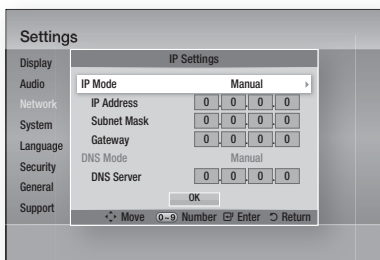 Settings
Display
Audio
Network
System
Language
Security
General
Support
IP Settings
IP Mode Manual
IP Address 0 . 0 . 0 . 0
Subnet Mask 0 . 0 . 0 . 0
Gateway 0 . 0 . 0 . 0
DNS Mode Manual
DNS Server 0 . 0 . 0 . 0
OK
Move 0~9 Number Enter Return